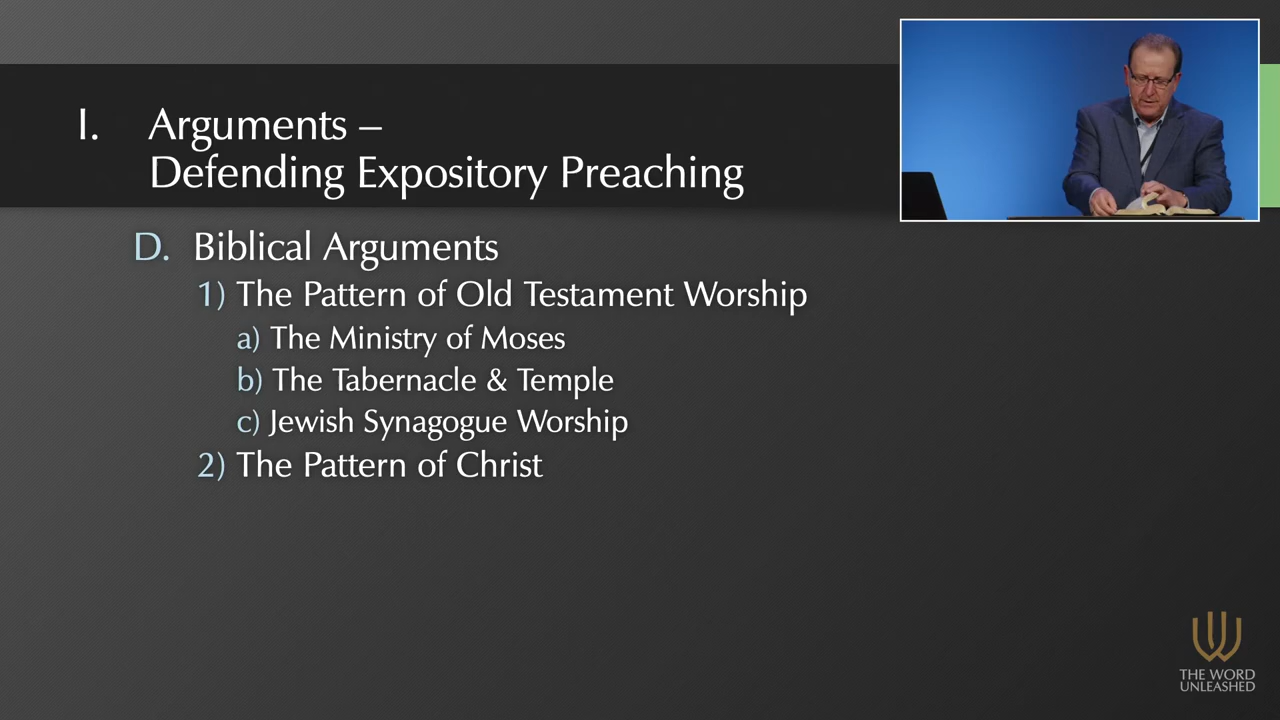 I. Arguments –
Defending Expository Preaching
D. Biblical Arguments
1) The Pattern of Old Testament Worship
a) The Ministry of Moses
b) The Tabernacle & Temple
c) Jewish Synagogue Worship
2) The Pattern of Christ
THE WORD
UNLEASHED